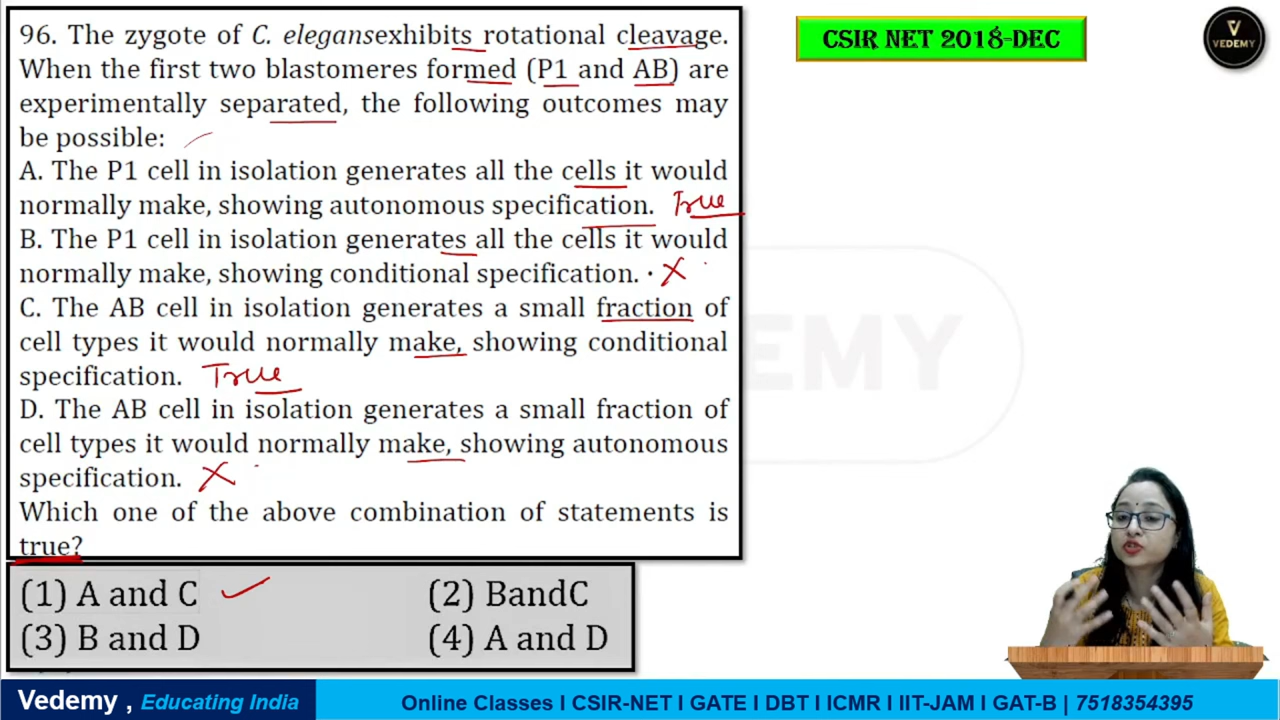 96. The zygote of C. elegansexhibits rotational cleavage.
When the first two blastomeres formed (P1 and AB) are
experimentally separated, the following outcomes may
be possible:
A. The P1 cell in isolation generates all the cells it would
normally make, showing autonomous specification. True
B. The P1 cell in isolation generates all the cells it would
normally make, showing conditional specification. · X
C. The AB cell in isolation generates a small fraction of
cell types it would normally make, showing conditional
specification. True
D. The AB cell in isolation generates a small fraction of
cell types it would normally make, showing autonomous
specification. X
Which one of the above combination of statements is
true?
(1) A and C ✓
(2) BandC
(3) B and D
(4) A and D
CSIR NET 2018-DEC
V
VEDEMY
EMY
Vedemy , Educating India
Online Classes I CSIR-NET I GATE I DBT I ICMR I IIT-JAM I GAT-B | 7518354395